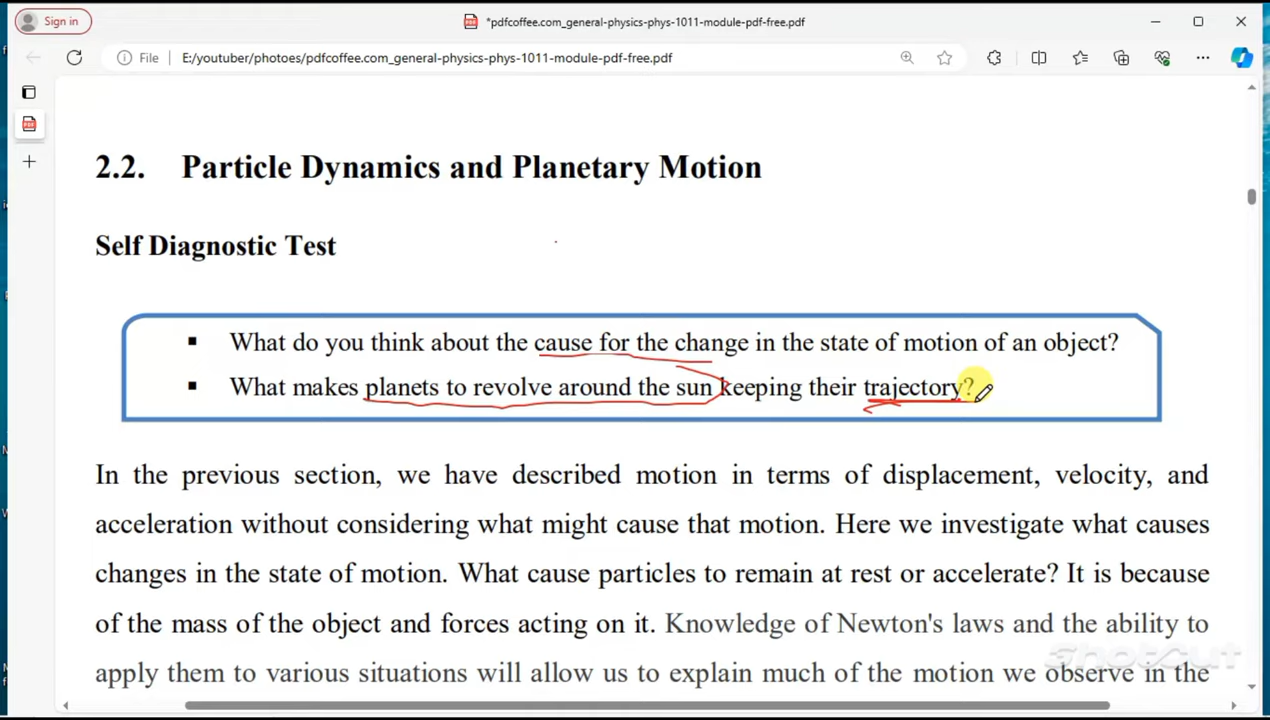 Sign in
*pdfcoffee.com_general-physics-phys-1011-module-pdf-free.pdf
File
E:/youtuber/photoes/pdfcoffee.com_general-physics-phys-1011-module-pdf-free.pdf
2.2. Particle Dynamics and Planetary Motion
Self Diagnostic Test
▪ What do you think about the cause for the change in the state of motion of an object?
▪ What makes planets to revolve around the sun keeping their trajectory?
In the previous section, we have described motion in terms of displacement, velocity, and
acceleration without considering what might cause that motion. Here we investigate what causes
changes in the state of motion. What cause particles to remain at rest or accelerate? It is because
of the mass of the object and forces acting on it. Knowledge of Newton's laws and the ability to
apply them to various situations will allow us to explain much of the motion we observe in the
shotcut